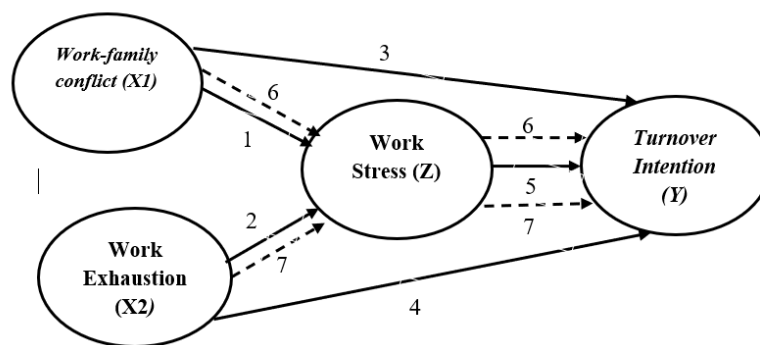 Work-family
conflict (X1)
3
6
1
Work
Stress (Z)
6
5
7
Turnover
Intention
(Y)
2
7
Work
Exhaustion
(X2)
4